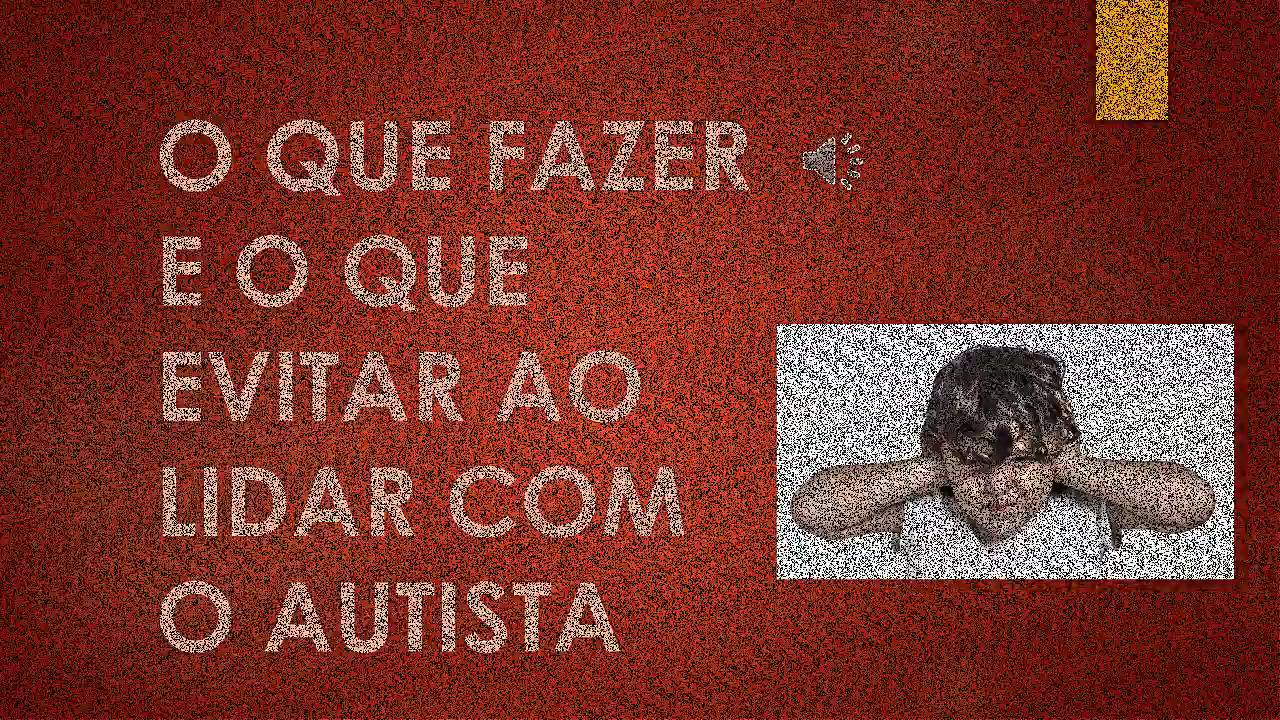 O QUE FAZER
E O QUE
EVITAR AO
LIDAR COM
O AUTISTA